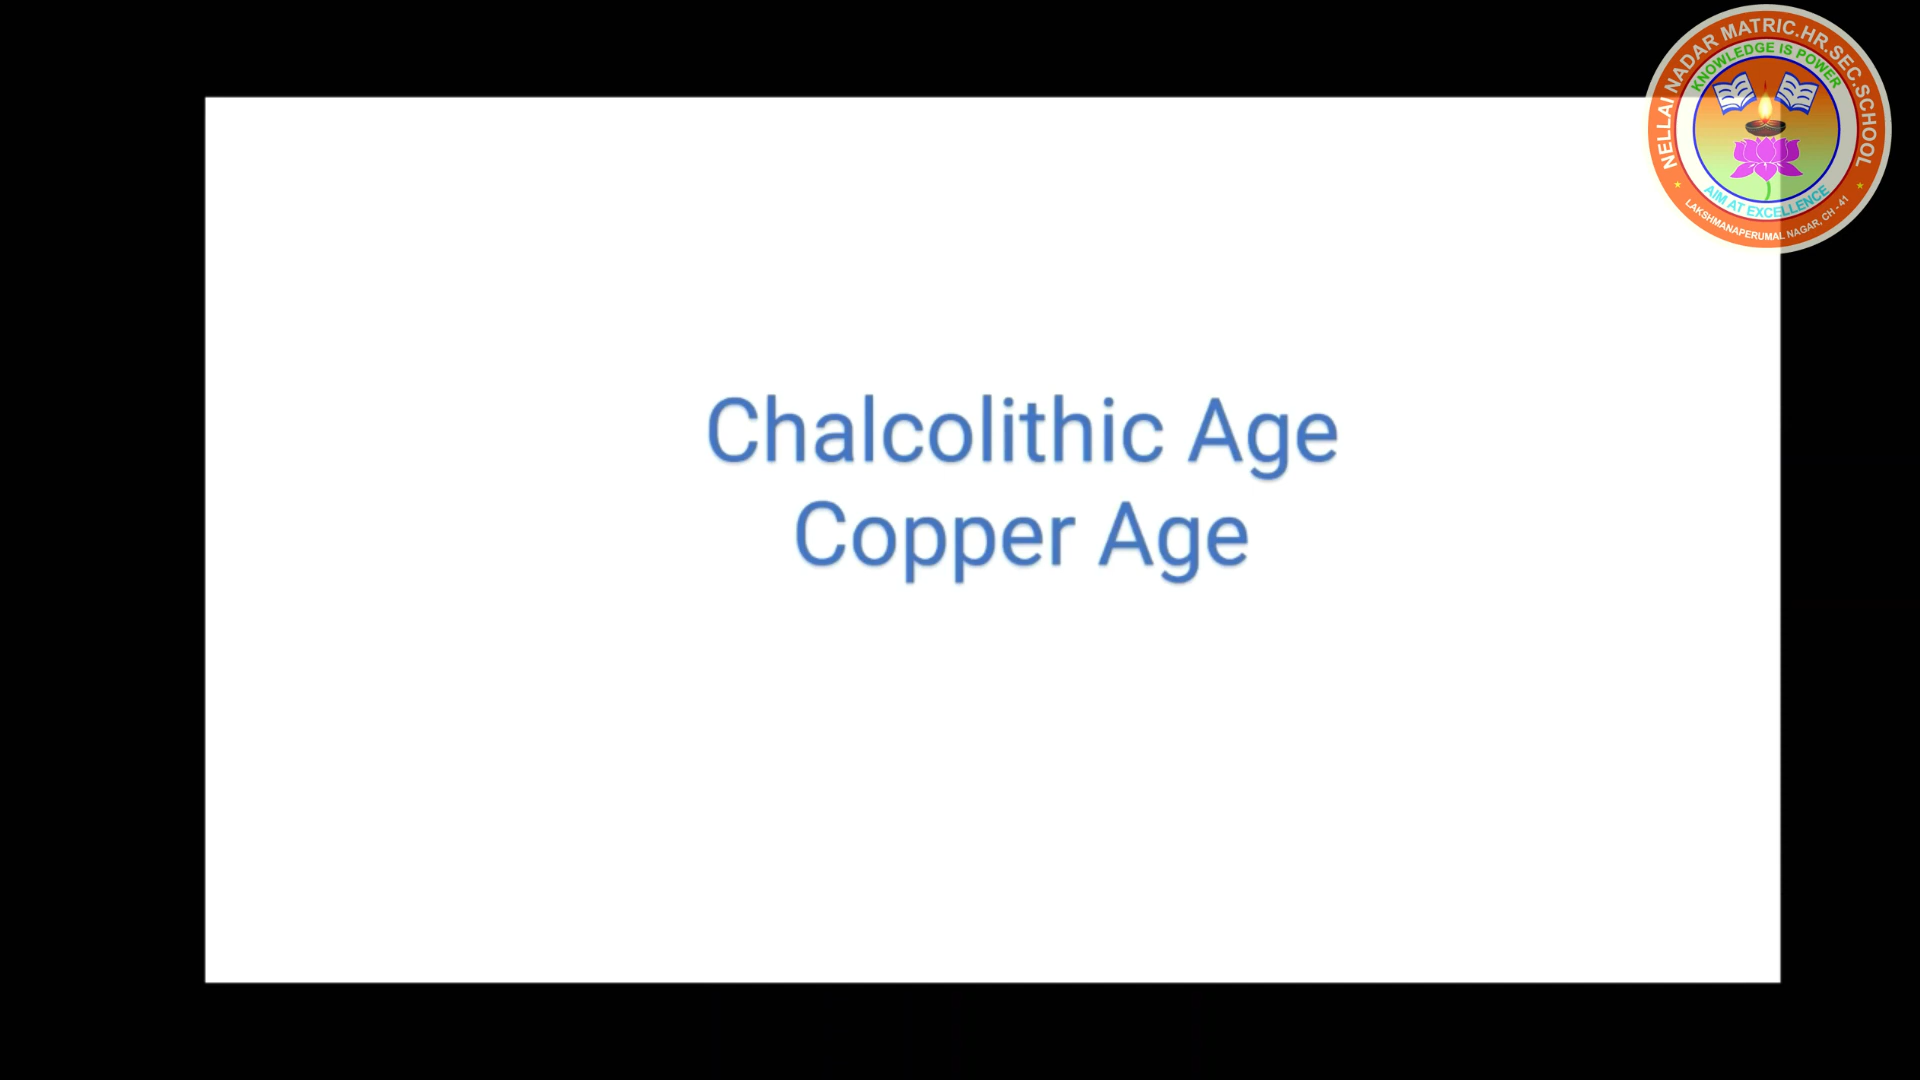 NELLAI NADAR MATRIC.HR.SEC.SCHOOL
KNOWLEDGE IS POWER
AIM AT EXCELLENCE
LAKSHMANAPERUMAL NAGAR, CH - 41
Chalcolithic Age
Copper Age